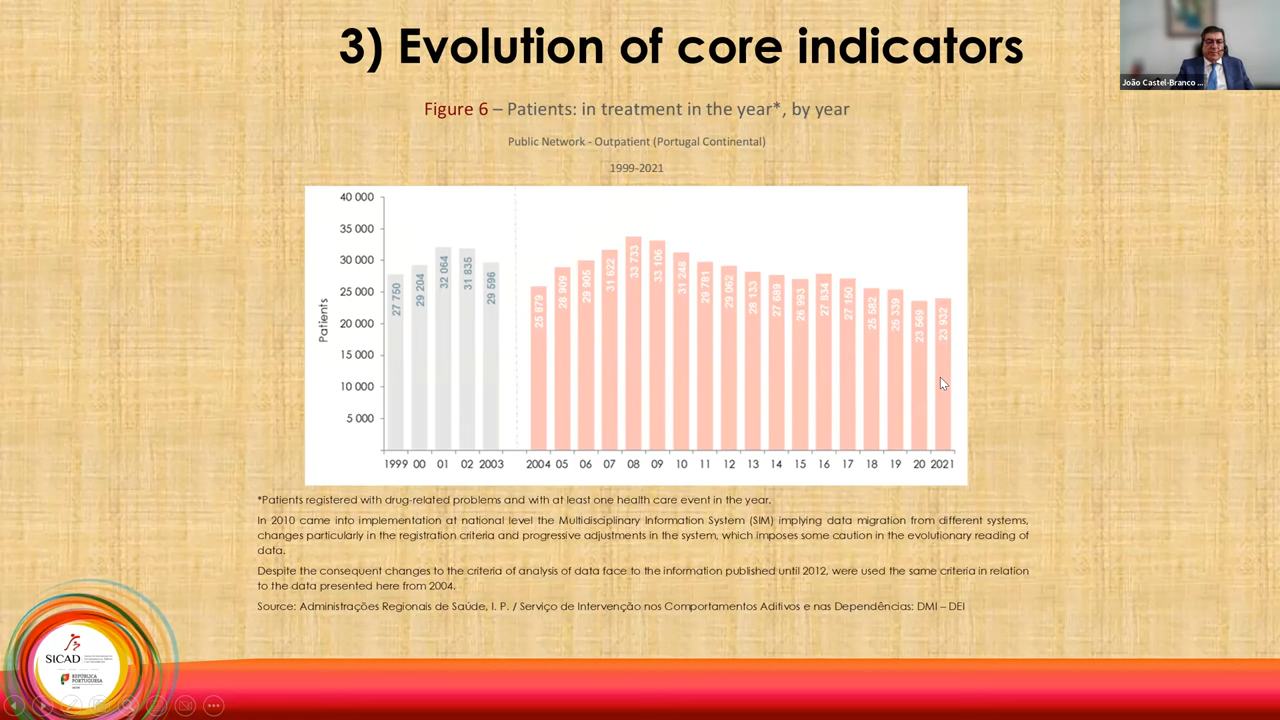 3) Evolution of core indicators
João Castel-Branco ...
Figure 6 – Patients: in treatment in the year*, by year
Public Network - Outpatient (Portugal Continental)
1999-2021
40 000
35 000
30 000
25 000
20 000
15 000
10 000
5 000
Patients
27 750
29 204
32 064
31 835
29 596
25 879
28 909
29 905
31 622
33 733
33 106
31 248
29 781
29 062
28 133
27 689
26 993
27 834
27 150
25 582
25 339
23 569
23 932
1999 00 01 02 2003 2004 05 06 07 08 09 10 11 12 13 14 15 16 17 18 19 20 2021
*Patients registered with drug-related problems and with at least one health care event in the year.
In 2010 came into implementation at national level the Multidisciplinary Information System (SIM) implying data migration from different systems,
changes particularly in the registration criteria and progressive adjustments in the system, which imposes some caution in the evolutionary reading of
data.
Despite the consequent changes to the criteria of analysis of data face to the information published until 2012, were used the same criteria in relation
to the data presented here from 2004.
Source: Administrações Regionais de Saúde, I. P. / Serviço de Intervenção nos Comportamentos Aditivos e nas Dependências: DMI – DEI
SICAD
REPÚBLICA
PORTUGUESA